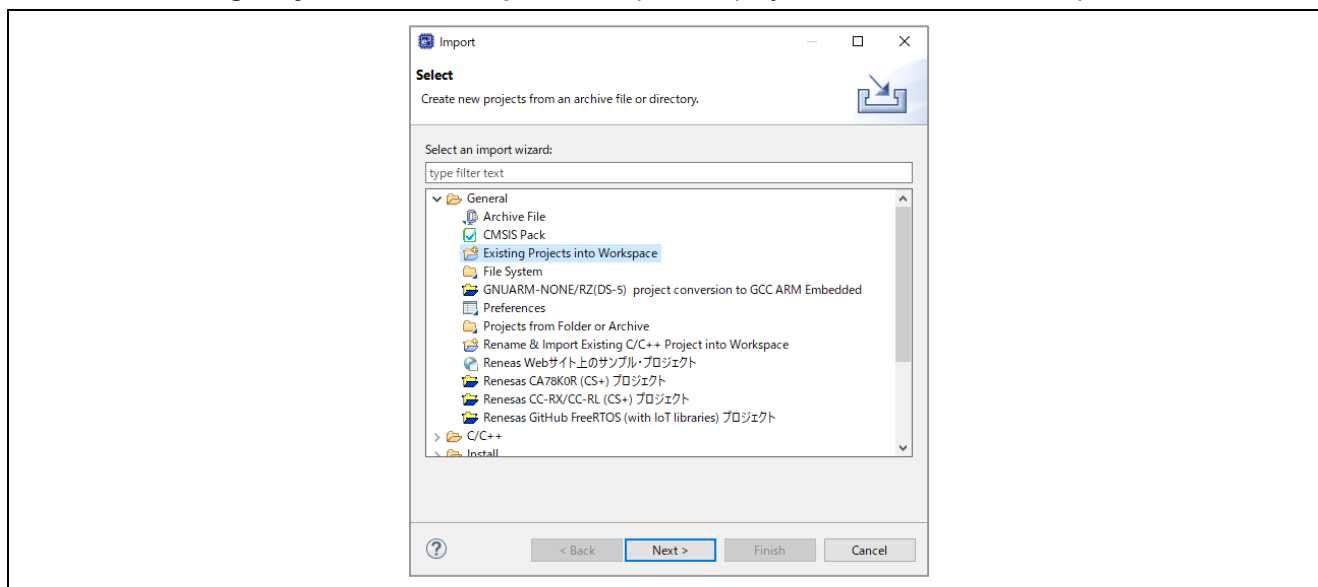 Import
Select
Create new projects from an archive file or directory.
Select an import wizard:
type filter text
General
Archive File
CMSIS Pack
Existing Projects into Workspace
File System
GNUARM-NONE/RZ(DS-5) project conversion to GCC ARM Embedded
Preferences
Projects from Folder or Archive
Rename & Import Existing C/C++ Project into Workspace
Reneas Webサイト上のサンプル・プロジェクト
Renesas CA78K0R (CS+) プロジェクト
Renesas CC-RX/CC-RL (CS+) プロジェクト
Renesas GitHub FreeRTOS (with IoT libraries) プロジェクト
C/C++
Install
?
< Back Next > Finish Cancel